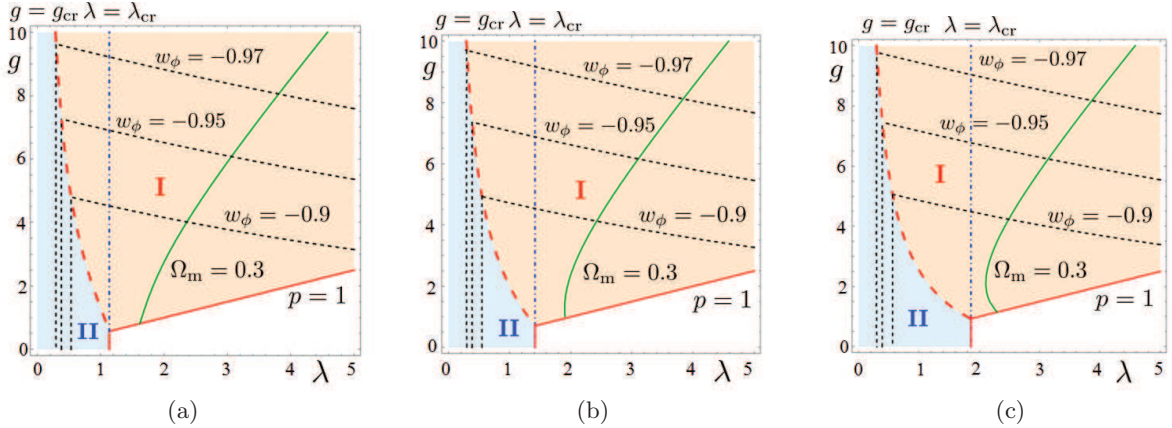 g = g_cr λ = λ_cr
10
g
8
6
4
2
0
w_ϕ = −0.97
w_ϕ = −0.95
I
w_ϕ = −0.9
Ω_m = 0.3
p = 1
II
0 1 2 3 4 5
λ
(a)
g = g_cr λ = λ_cr
10
g
8
6
4
2
0
w_ϕ = −0.97
w_ϕ = −0.95
I
w_ϕ = −0.9
Ω_m = 0.3
p = 1
II
0 1 2 3 4 5
λ
(b)
g = g_cr λ = λ_cr
10
g
8
6
4
2
0
w_ϕ = −0.97
w_ϕ = −0.95
I
w_ϕ = −0.9
Ω_m = 0.3
p = 1
II
0 1 2 3 4 5
λ
(c)